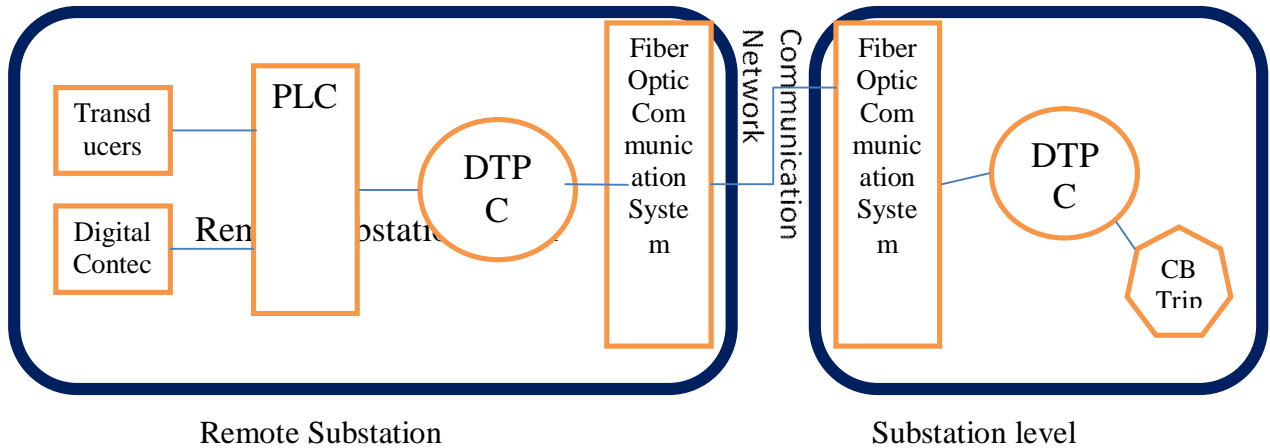 Transd
ucers
Digital
Contec
PLC
DTP
C
Fiber
Optic
Com
munic
ation
Syste
m
Communication
Network
Fiber
Optic
Com
munic
ation
Syste
m
DTP
C
CB
Trip
Remote Substation
Substation level